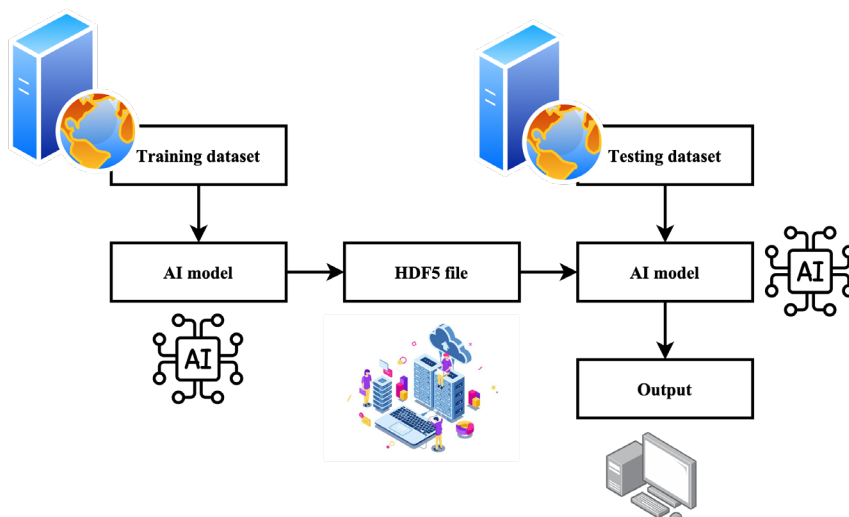 Training dataset
Testing dataset
AI model
HDF5 file
AI model
AI
AI
Output